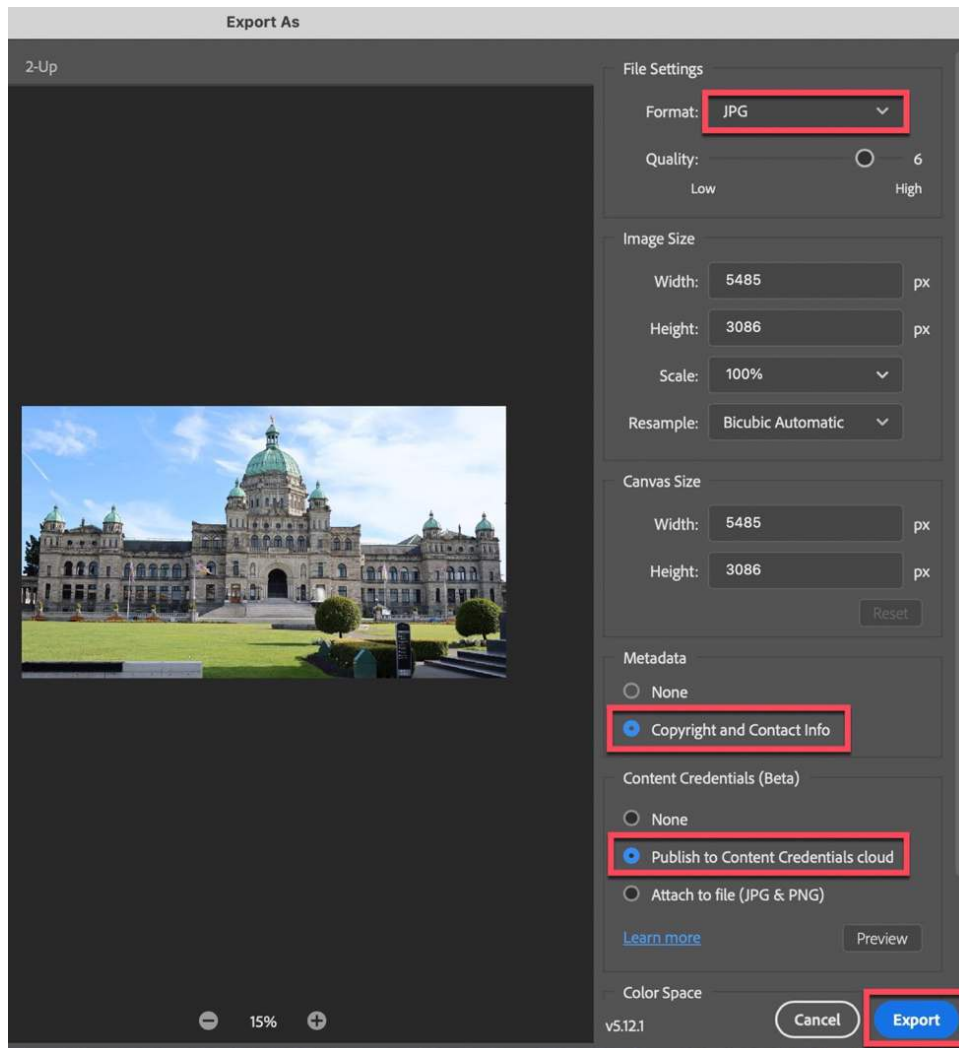 Export As
2-Up
File Settings
Format: JPG
Quality: 6
Low High
Image Size
Width: 5485 px
Height: 3086 px
Scale: 100%
Resample: Bicubic Automatic
Canvas Size
Width: 5485 px
Height: 3086 px
Reset
Metadata
None
Copyright and Contact Info
Content Credentials (Beta)
None
Publish to Content Credentials cloud
Attach to file (JPG & PNG)
Learn more Preview
Color Space
15%
v5.12.1 Cancel Export